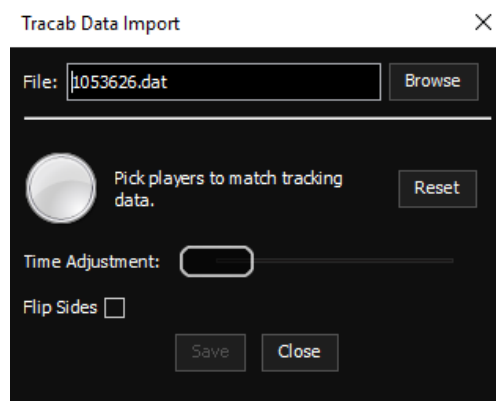 Tracab Data Import
File: 1053626.dat Browse
Pick players to match tracking
data.
Reset
Time Adjustment:
Flip Sides
Save Close